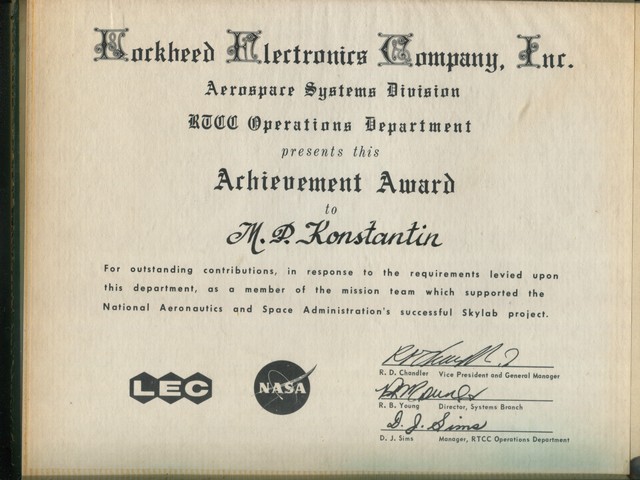 Lockheed Electronics Company, Inc.
Aerospace Systems Division
RTCC Operations Department
presents this
Achievement Award
to
M. P. Konstantin
For outstanding contributions, in response to the requirements levied upon
this department, as a member of the mission team which supported the
National Aeronautics and Space Administration's successful Skylab project.
LEC
NASA
R. D. Chandler Vice President and General Manager
R. B. Young Director, Systems Branch
D. J. Sims
D. J. Sims Manager, RTCC Operations Department